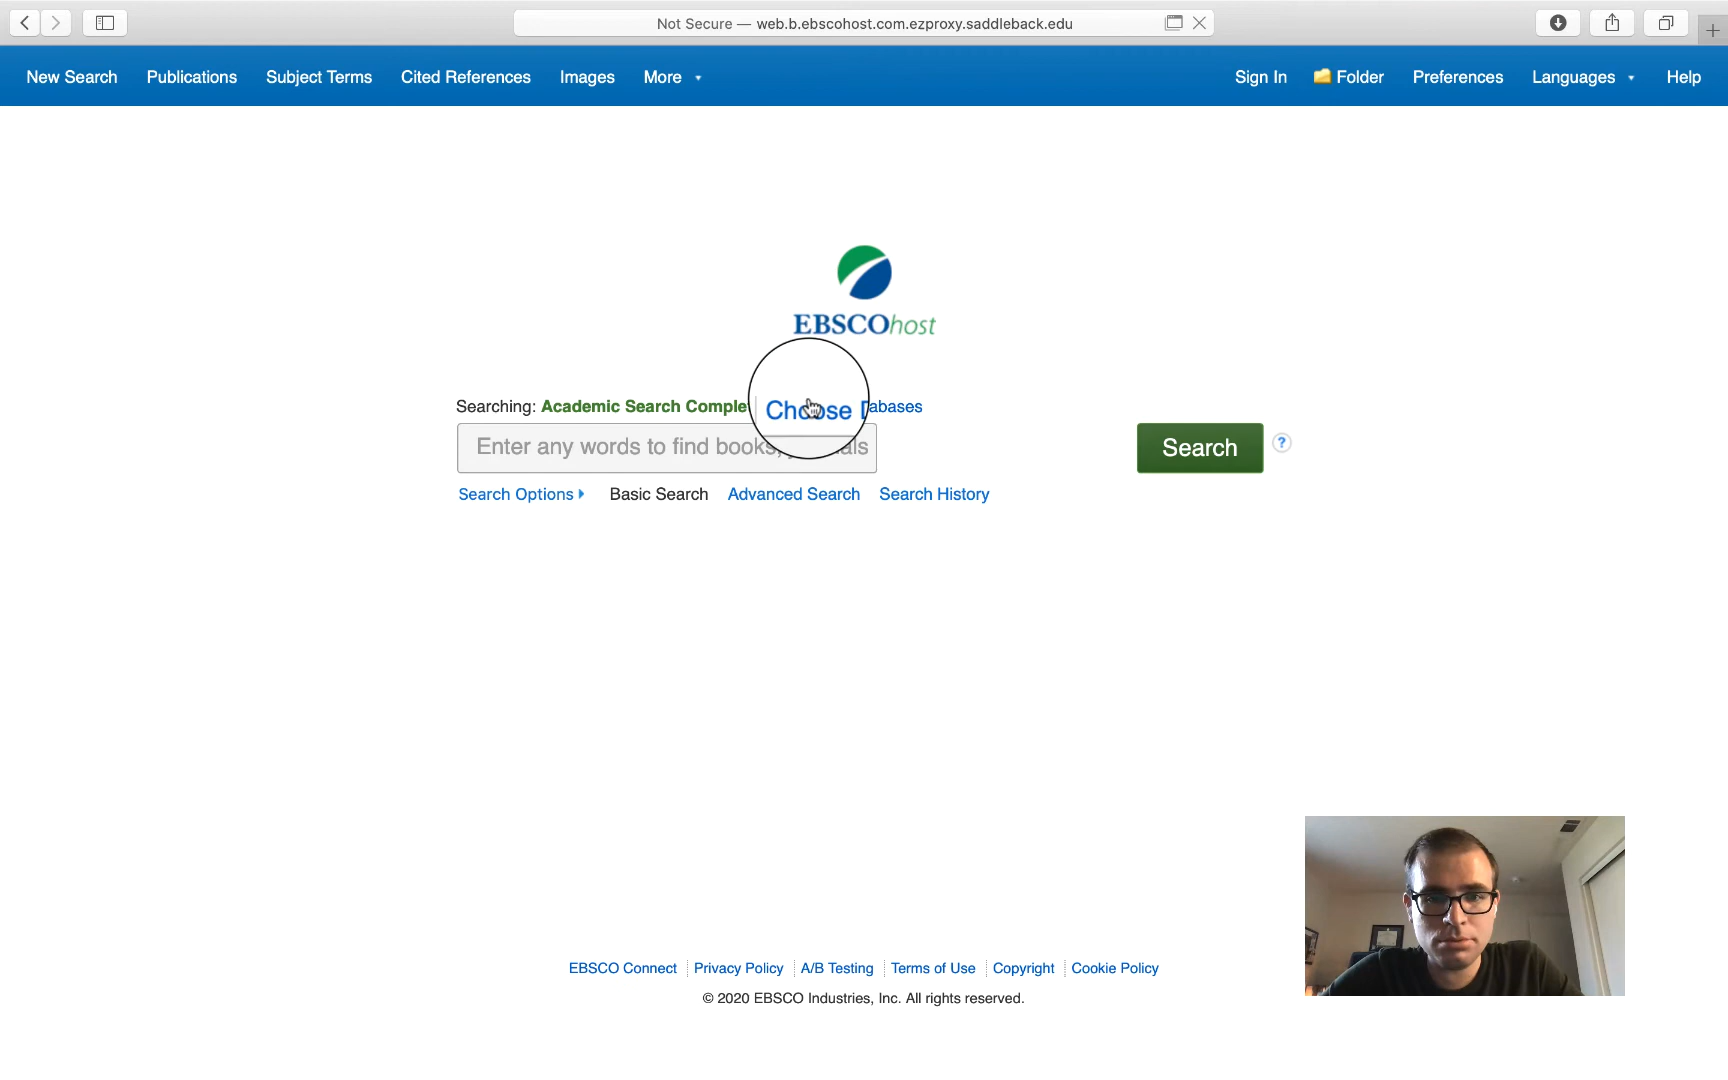 Not Secure — web.b.ebscohost.com.ezproxy.saddleback.edu
New Search Publications Subject Terms Cited References Images More Sign In Folder Preferences Languages Help
EBSCOhost
Searching: Academic Search Comple Choose D abases
Enter any words to find books, als
Search ?
Search Options Basic Search Advanced Search Search History
EBSCO Connect Privacy Policy A/B Testing Terms of Use Copyright Cookie Policy
© 2020 EBSCO Industries, Inc. All rights reserved.